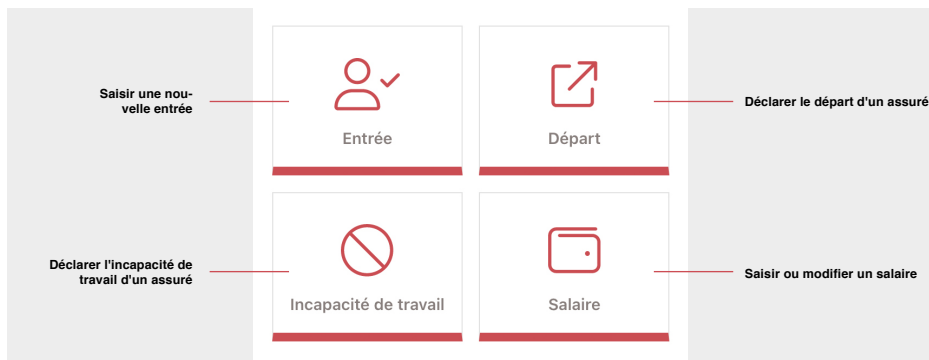 Saisir une nou-
velle entrée
Entrée
Départ
Déclarer le départ d'un assuré
Déclarer l'incapacité de
travail d'un assuré
Incapacité de travail
Salaire
Saisir ou modifier un salaire